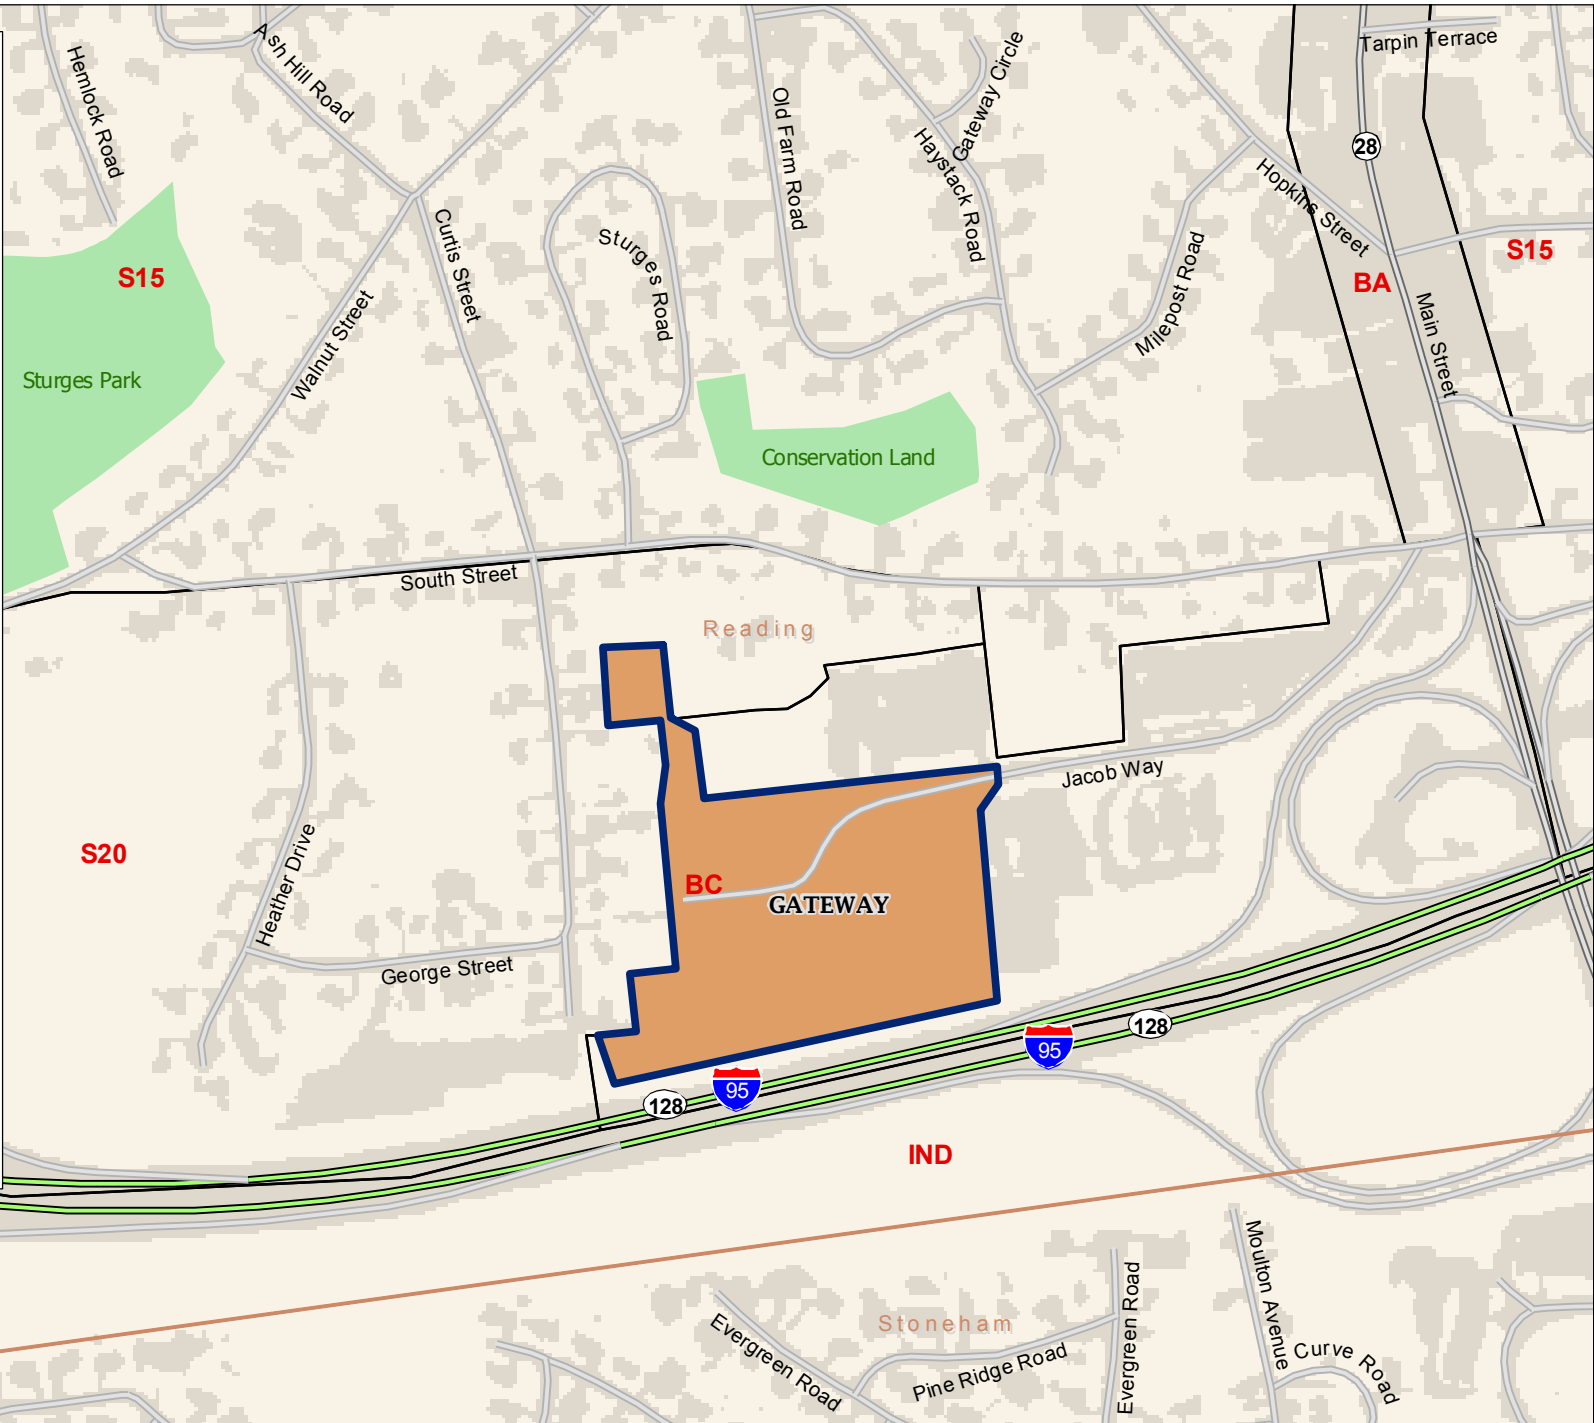 Tarpin Terrace
Ash Hill Road
Hemlock Road
Gateway Circle
Old Farm Road
Haystack Road
28
Hopkins Street
Curtis Street
Sturges Road
S15
S15
BA
Milepost Road
Main Street
Walnut Street
Sturges Park
Conservation Land
South Street
Reading
Jacob Way
S20
Heather Drive
BC
GATEWAY
George Street
128
95
95
128
IND
Moulton Avenue
Evergreen Road
Stoneham
Evergreen Road
Pine Ridge Road
Curve Road